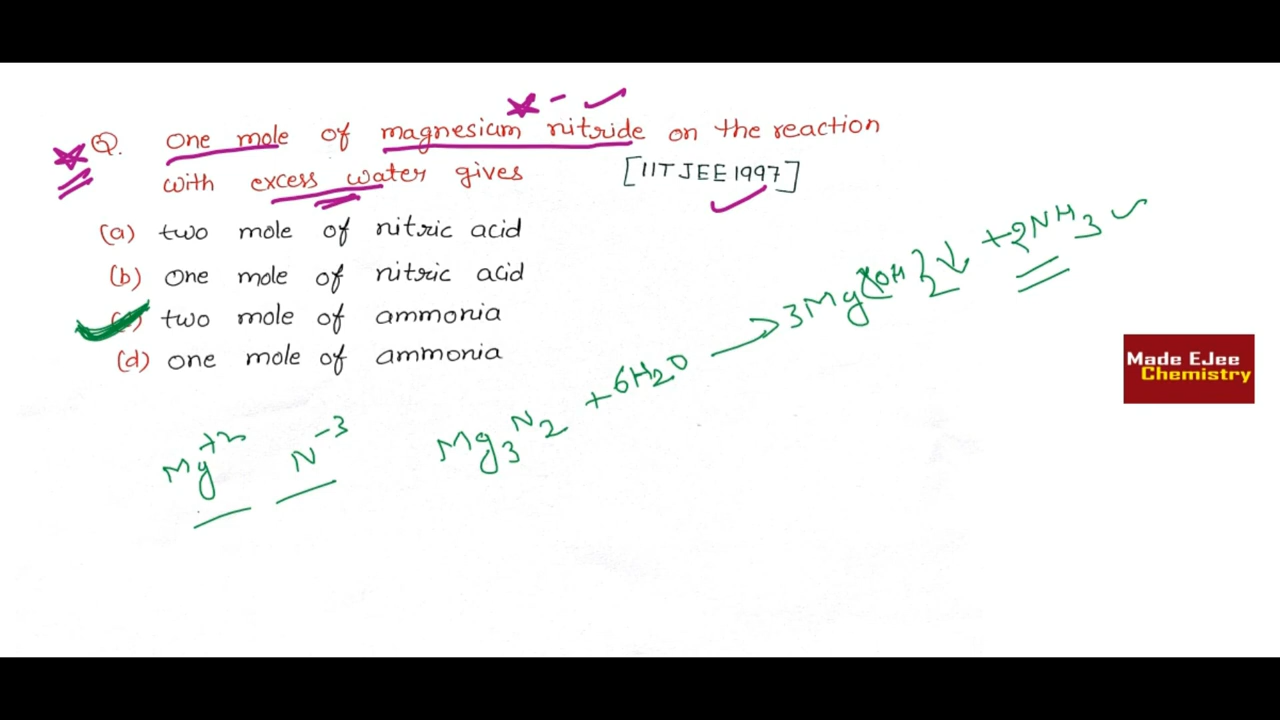 Q. One mole of magnesium nitride on the reaction
with excess water gives [IIT JEE 1997]
(a) two mole of nitric acid
(b) One mole of nitric acid
two mole of ammonia
(d) one mole of ammonia
Mg+2 N-3
Mg3N2 + 6H2O → 3Mg(OH)2↓ + 2NH3
Made EJee
Chemistry